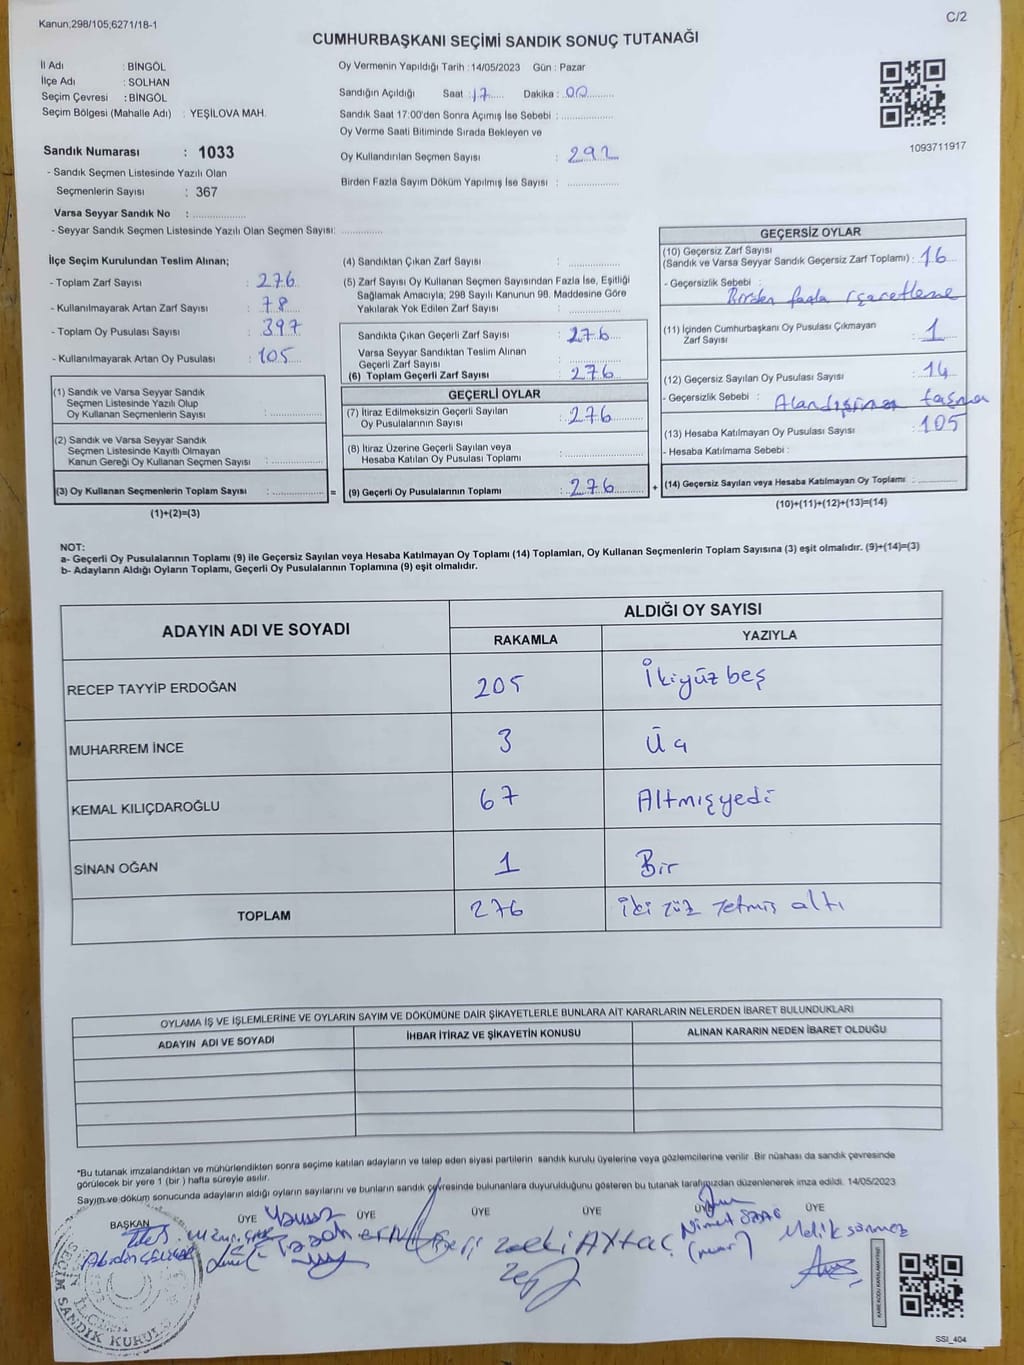 Kanun,298/105,6271/18-1
C/2
CUMHURBAŞKANI SEÇİMİ SANDIK SONUÇ TUTANAĞI
İl Adı : BİNGÖL
İlçe Adı : SOLHAN
Seçim Çevresi : BİNGÖL
Seçim Bölgesi (Mahalle Adı) : YEŞİLOVA MAH.
Sandık Numarası : 1033
- Sandık Seçmen Listesinde Yazılı Olan
Seçmenlerin Sayısı : 367
Varsa Seyyar Sandık No : ..................
- Seyyar Sandık Seçmen Listesinde Yazılı Olan Seçmen Sayısı: ..............
Oy Vermenin Yapıldığı Tarih : 14/05/2023 Gün : Pazar
Sandığın Açıldığı Saat : 17 Dakika : 00
Sandık Saat 17:00'den Sonra Açımış İse Sebebi : ..................
Oy Verme Saati Bitiminde Sırada Bekleyen ve
Oy Kullandırılan Seçmen Sayısı : 292
Birden Fazla Sayım Döküm Yapılmış İse Sayısı : ..................
1093711917
İlçe Seçim Kurulundan Teslim Alınan;
- Toplam Zarf Sayısı : 276
- Kullanılmayarak Artan Zarf Sayısı : 78
- Toplam Oy Pusulası Sayısı : 397
- Kullanılmayarak Artan Oy Pusulası : 105
(1) Sandık ve Varsa Seyyar Sandık
Seçmen Listesinde Yazılı Olup
Oy Kullanan Seçmenlerin Sayısı : ..................
(2) Sandık ve Varsa Seyyar Sandık
Seçmen Listesinde Kayıtlı Olmayan
Kanun Gereği Oy Kullanan Seçmen Sayısı : ..................
(3) Oy Kullanan Seçmenlerin Toplam Sayısı : ..................
(1)+(2)=(3)
=
(4) Sandıktan Çıkan Zarf Sayısı : ..................
(5) Zarf Sayısı Oy Kullanan Seçmen Sayısından Fazla İse, Eşitliği
Sağlamak Amacıyla; 298 Sayılı Kanunun 98. Maddesine Göre
Yakılarak Yok Edilen Zarf Sayısı : ..................
Sandıkta Çıkan Geçerli Zarf Sayısı : 276
Varsa Seyyar Sandıktan Teslim Alınan
Geçerli Zarf Sayısı : ..................
(6) Toplam Geçerli Zarf Sayısı : 276
GEÇERLİ OYLAR
(7) İtiraz Edilmeksizin Geçerli Sayılan
Oy Pusulalarının Sayısı : 276
(8) İtiraz Üzerine Geçerli Sayılan veya
Hesaba Katılan Oy Pusulası Toplamı : ..................
(9) Geçerli Oy Pusulalarının Toplamı : 276
+
GEÇERSİZ OYLAR
(10) Geçersiz Zarf Sayısı
(Sandık ve Varsa Seyyar Sandık Geçersiz Zarf Toplamı) : 16
- Geçersizlik Sebebi : Birden fazla işaretleme
(11) İçinden Cumhurbaşkanı Oy Pusulası Çıkmayan
Zarf Sayısı : 1
(12) Geçersiz Sayılan Oy Pusulası Sayısı : 14
- Geçersizlik Sebebi : Alandışına taşma
(13) Hesaba Katılmayan Oy Pusulası Sayısı : 105
- Hesaba Katılmama Sebebi :
(14) Geçersiz Sayılan veya Hesaba Katılmayan Oy Toplamı : ..............
(10)+(11)+(12)+(13)=(14)
NOT:
a- Geçerli Oy Pusulalarının Toplamı (9) ile Geçersiz Sayılan veya Hesaba Katılmayan Oy Toplamı (14) Toplamları, Oy Kullanan Seçmenlerin Toplam Sayısına (3) eşit olmalıdır. (9)+(14)=(3)
b- Adayların Aldığı Oyların Toplamı, Geçerli Oy Pusulalarının Toplamına (9) eşit olmalıdır.
ADAYIN ADI VE SOYADI
ALDIĞI OY SAYISI
RAKAMLA YAZIYLA
RECEP TAYYİP ERDOĞAN 205 İkiyüz beş
MUHARREM İNCE 3 Üç
KEMAL KILIÇDAROĞLU 67 Altmışyedi
SİNAN OĞAN 1 Bir
TOPLAM 276 iki yüz yetmiş altı
OYLAMA İŞ VE İŞLEMLERİNE VE OYLARIN SAYIM VE DÖKÜMÜNE DAİR ŞİKAYETLERLE BUNLARA AİT KARARLARIN NELERDEN İBARET BULUNDUKLARI
ADAYIN ADI VE SOYADI İHBAR İTİRAZ VE ŞİKAYETİN KONUSU ALINAN KARARIN NEDEN İBARET OLDUĞU
*Bu tutanak imzalandıktan ve mühürlendikten sonra seçime katılan adayların ve talep eden siyasi partilerin sandık kurulu üyelerine veya gözlemcilerine verilir. Bir nüshası da sandık çevresinde
görülecek bir yere 1 (bir ) hafta süreyle asılır.
Sayım ve döküm sonucunda adayların aldığı oyların sayılarını ve bunların sandık çevresinde bulunanlara duyurulduğunu gösteren bu tutanak tarafımızdan düzenlenerek imza edildi. 14/05/2023
BAŞKAN ÜYE ÜYE ÜYE ÜYE ÜYE ÜYE
Yavuz
zeki AYtaç
Nimet
Melik sönmez
SANDIK KURULU
SSI_404